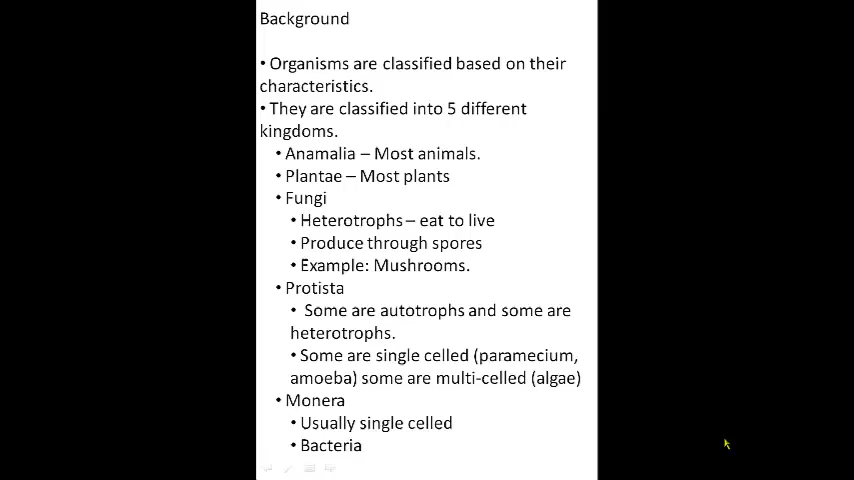 Background
• Organisms are classified based on their
characteristics.
• They are classified into 5 different
kingdoms.
• Anamalia – Most animals.
• Plantae – Most plants
• Fungi
• Heterotrophs – eat to live
• Produce through spores
• Example: Mushrooms.
• Protista
• Some are autotrophs and some are
heterotrophs.
• Some are single celled (paramecium,
amoeba) some are multi-celled (algae)
• Monera
• Usually single celled
• Bacteria